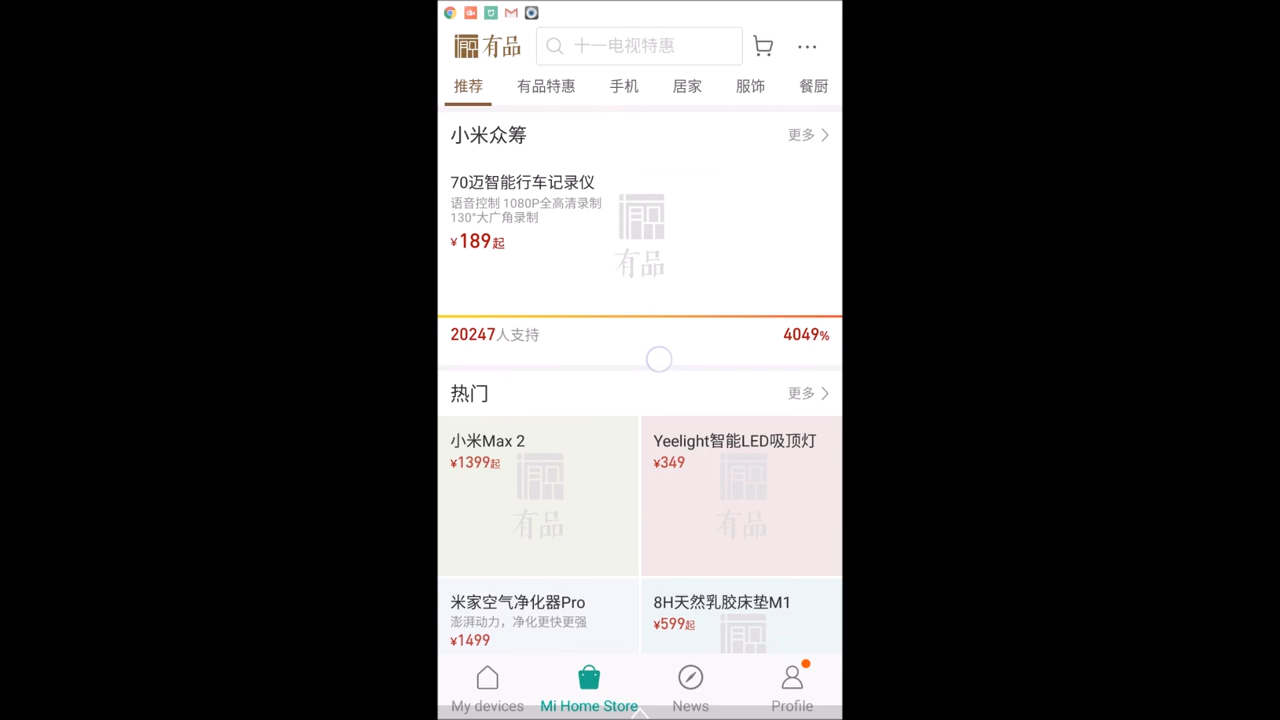 有品
十一电视特惠
推荐 有品特惠 手机 居家 服饰 餐厨
小米众筹 更多
70迈智能行车记录仪
语音控制 1080P全高清录制
130°大广角录制
¥189起
有品
20247人支持 4049%
热门 更多
小米Max 2
¥1399起
有品
Yeelight智能LED吸顶灯
¥349
有品
米家空气净化器Pro
澎湃动力，净化更快更强
¥1499
8H天然乳胶床垫M1
¥599起
My devices Mi Home Store News Profile